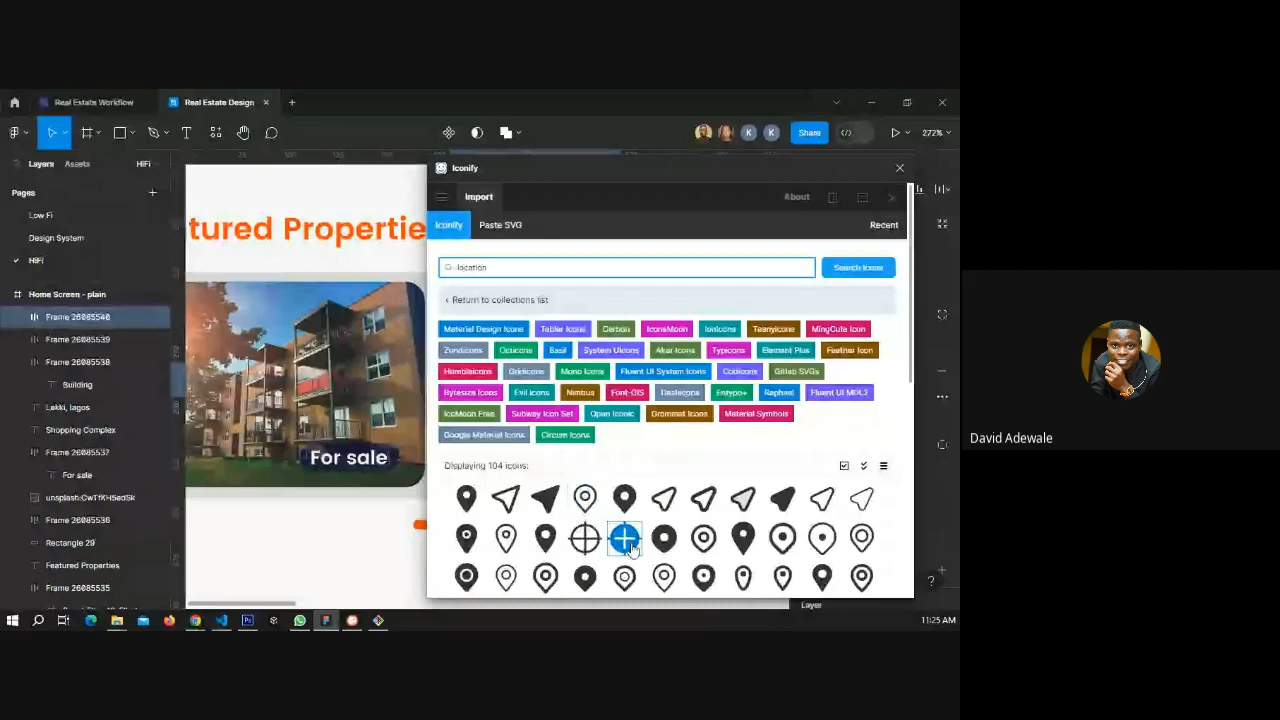 Real Estate Workflow
Real Estate Design
Share
272%
Layers
Assets
HiFi
Pages
Low Fi
Design System
HiFi
Home Screen - plain
Frame 26085540
Frame 26085539
Frame 26085538
Building
Lekki, lagos
Shopping Complex
Frame 26085537
For sale
Frame 26085536
Rectangle 29
Featured Properties
Frame 26085535
tured Propertie
For sale
Iconify
Import
About
Iconify
Paste SVG
Recent
location
Search Icons
Return to collections list
Material Design Icons
Tabler Icons
Carbon
IconaMoon
IonIcons
Teenyicons
MingCute Icon
Zondicons
Octicons
Basil
System UIcons
Akar Icons
Typicons
Element Plus
Feather Icon
Humbleicons
Gridicons
Mono Icons
Fluent UI System Icons
Codicons
Gitlab SVGs
Bytesize Icons
Evil Icons
Nimbus
Font-GIS
Dashicons
Entypo+
Raphael
Fluent UI MDL2
IcoMoon Free
Subway Icon Set
Open Iconic
Grommet Icons
Material Symbols
Google Material Icons
Circum Icons
Displaying 104 icons:
Layer
11:25 AM
David Adewale